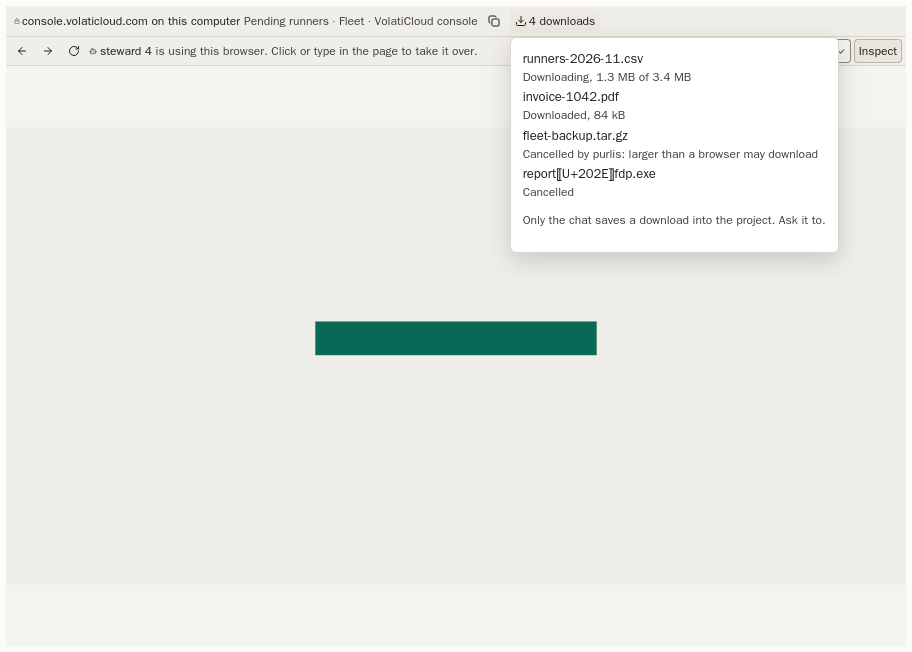 console.volaticloud.com on this computer Pending runners · Fleet · VolatiCloud console 4 downloads
steward 4 is using this browser. Click or type in the page to take it over. Inspect
runners-2026-11.csv
Downloading, 1.3 MB of 3.4 MB
invoice-1042.pdf
Downloaded, 84 kB
fleet-backup.tar.gz
Cancelled by purlis: larger than a browser may download
report⟦U+202E⟧fdp.exe
Cancelled
Only the chat saves a download into the project. Ask it to.